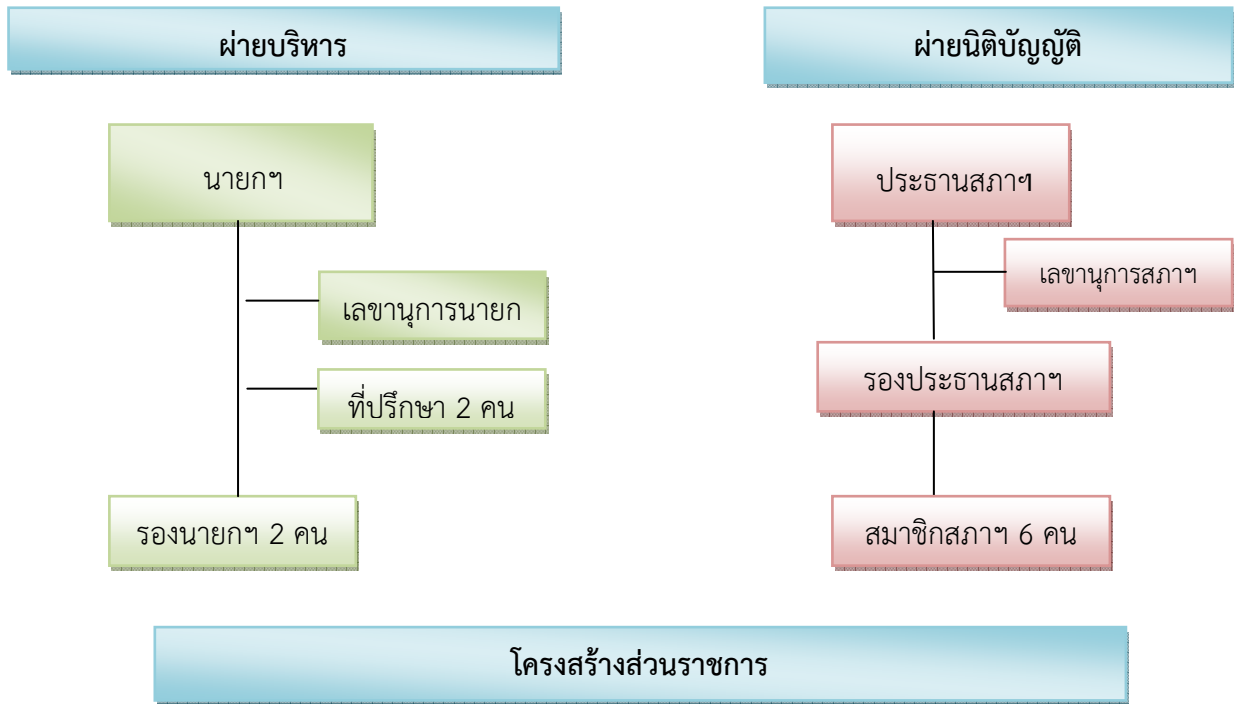 ผ่ายบริหาร
ผ่ายนิติบัญญัติ
นายกฯ
ประธานสภาฯ
เลขานุการสภาฯ
เลขานุการนายก
รองประธานสภาฯ
ที่ปรึกษา 2 คน
รองนายกฯ 2 คน
สมาชิกสภาฯ 6 คน
โครงสร้างส่วนราชการ